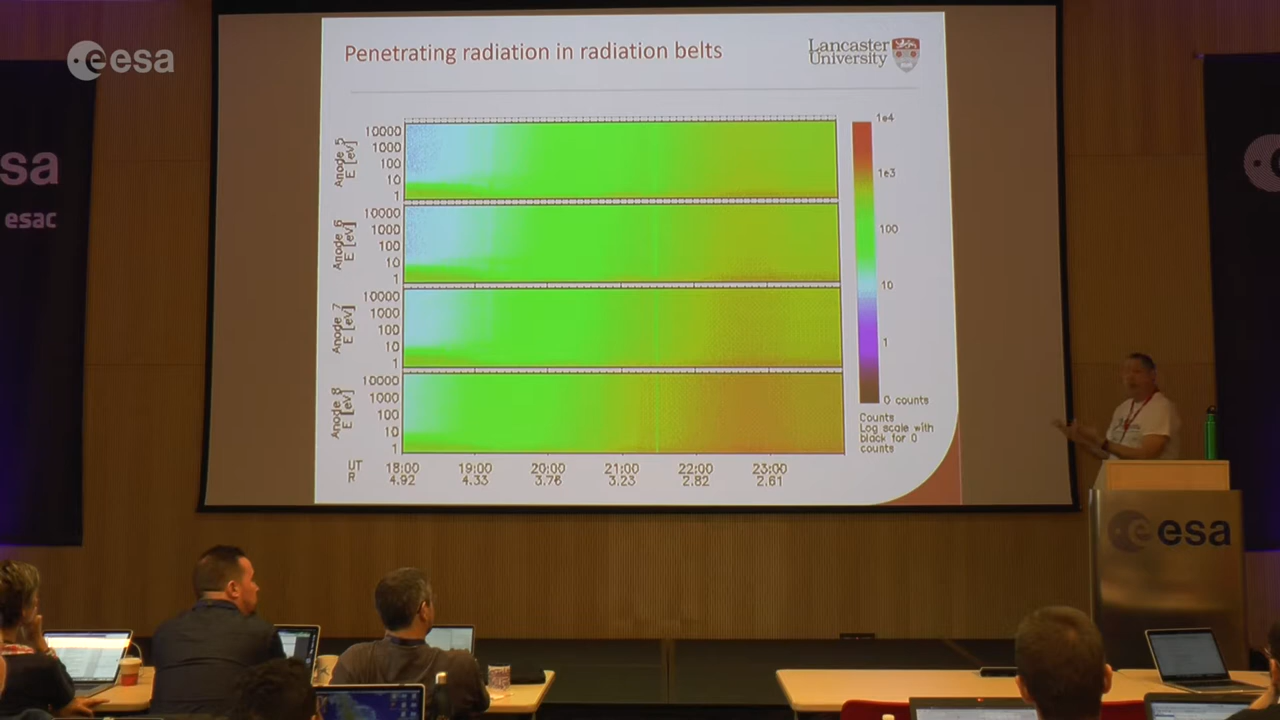 esa
sa
esac
Penetrating radiation in radiation belts
Lancaster
University
Anode 5
E [eV]
10000
1000
100
10
1
Anode 6
E [eV]
10000
1000
100
10
1
Anode 7
E [eV]
10000
1000
100
10
1
Anode 8
E [eV]
10000
1000
100
10
1
UT 18:00 19:00 20:00 21:00 22:00 23:00
R 4.92 4.33 3.76 3.23 2.82 2.61
1e4
1e3
100
10
1
0 counts
Counts
Log scale with
black for 0
counts
esa